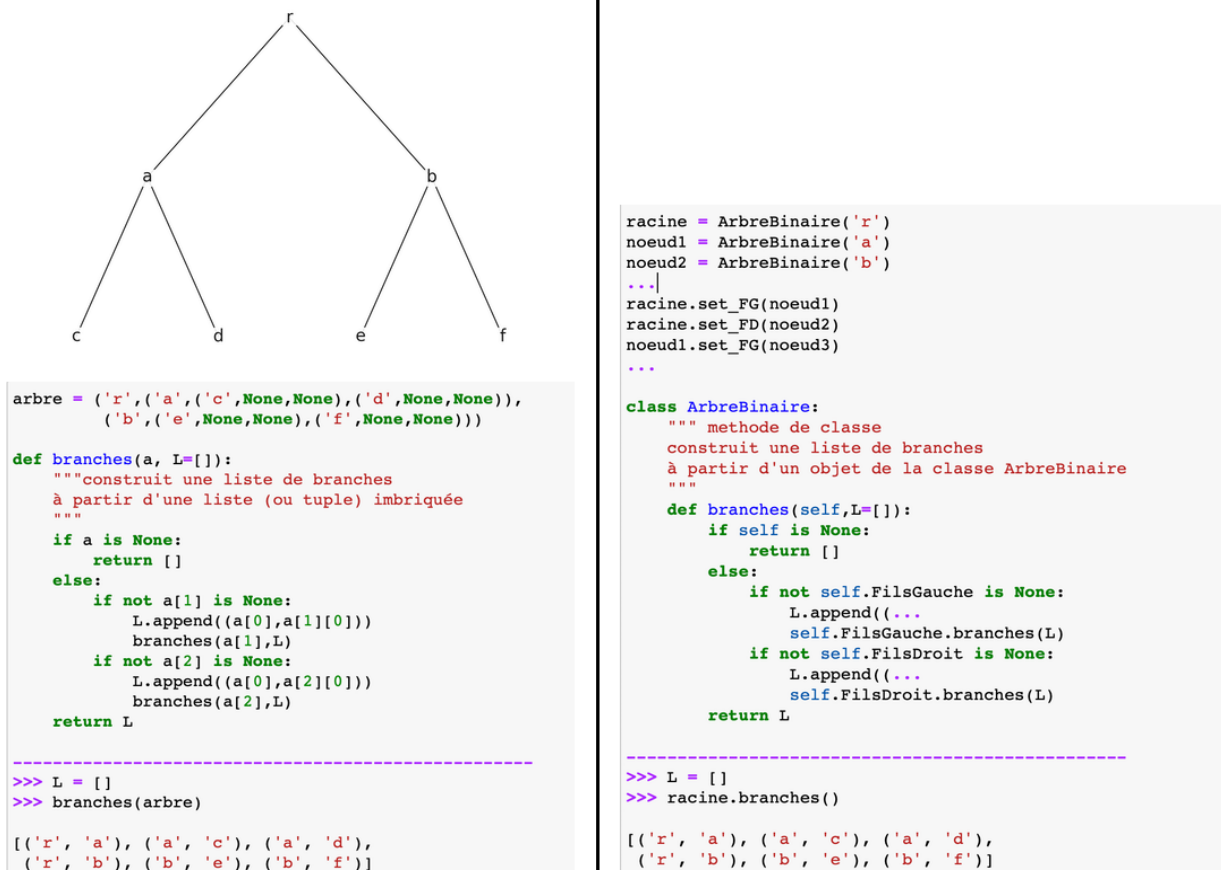 r
a
b
c
d
e
f
arbre = ('r',('a',('c',None,None),('d',None,None)),
('b',('e',None,None),('f',None,None)))
def branches(a, L=[]):
"""construit une liste de branches
à partir d'une liste (ou tuple) imbriquée
"""
if a is None:
return []
else:
if not a[1] is None:
L.append((a[0],a[1][0]))
branches(a[1],L)
if not a[2] is None:
L.append((a[0],a[2][0]))
branches(a[2],L)
return L
----------------------------------------------------
>>> L = []
>>> branches(arbre)
[('r', 'a'), ('a', 'c'), ('a', 'd'),
('r', 'b'), ('b', 'e'), ('b', 'f')]
racine = ArbreBinaire('r')
noeud1 = ArbreBinaire('a')
noeud2 = ArbreBinaire('b')
...
racine.set_FG(noeud1)
racine.set_FD(noeud2)
noeud1.set_FG(noeud3)
...
class ArbreBinaire:
""" methode de classe
construit une liste de branches
à partir d'un objet de la classe ArbreBinaire
"""
def branches(self,L=[]):
if self is None:
return []
else:
if not self.FilsGauche is None:
L.append((...
self.FilsGauche.branches(L)
if not self.FilsDroit is None:
L.append((...
self.FilsDroit.branches(L)
return L
-------------------------------------------------
>>> L = []
>>> racine.branches()
[('r', 'a'), ('a', 'c'), ('a', 'd'),
('r', 'b'), ('b', 'e'), ('b', 'f')]